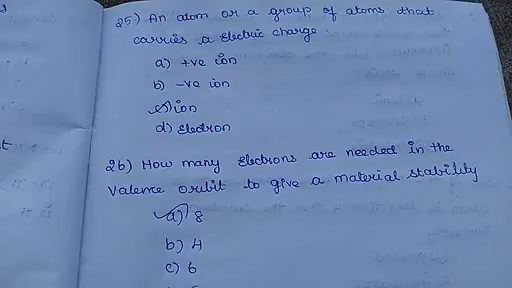 25) An atom or a group of atoms that
carries a electric charge.
a) +ve ion
b) -ve ion
c) ion
d) Electron
26) How many Electrons are needed in the
valence orbit to give a material stability
a) 8
b) 4
c) 6